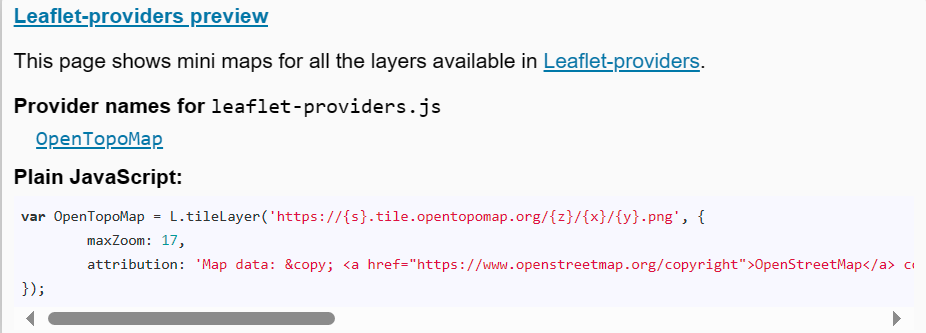 Leaflet-providers preview
This page shows mini maps for all the layers available in Leaflet-providers.
Provider names for leaflet-providers.js
OpenTopoMap
Plain JavaScript:
var OpenTopoMap = L.tileLayer('https://{s}.tile.opentopomap.org/{z}/{x}/{y}.png', {
maxZoom: 17,
attribution: 'Map data: &copy; <a href="https://www.openstreetmap.org/copyright">OpenStreetMap</a> c
});